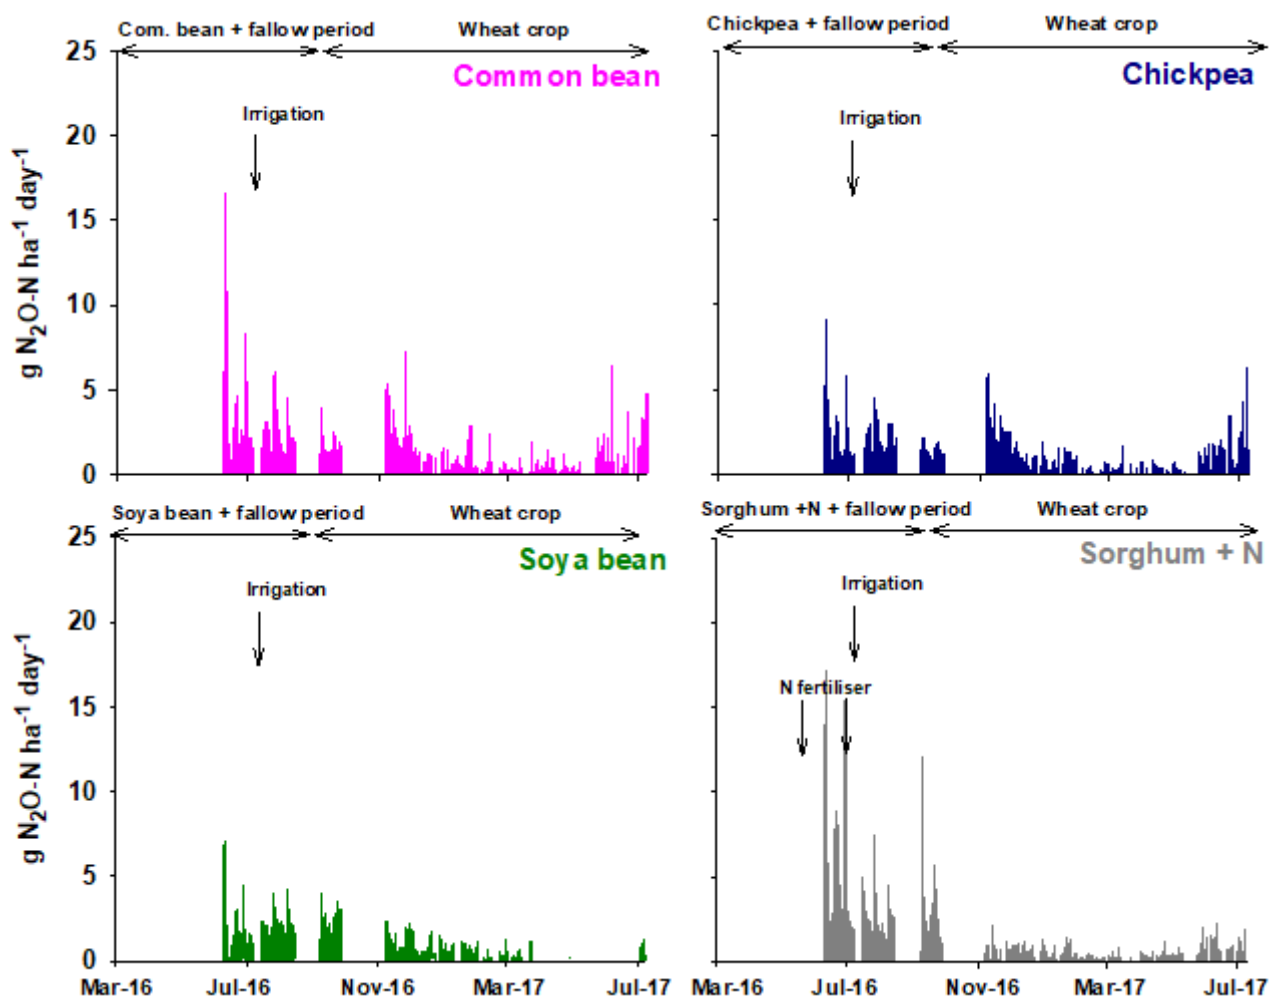 Com. bean + fallow period Wheat crop
Chickpea + fallow period Wheat crop
Common bean
Chickpea
Irrigation
Irrigation
25
20
15
10
5
0
g N₂O-N ha⁻¹ day⁻¹
Soya bean + fallow period Wheat crop
Sorghum +N + fallow period Wheat crop
Soya bean
Sorghum + N
Irrigation
Irrigation
N fertiliser
25
20
15
10
5
0
g N₂O-N ha⁻¹ day⁻¹
Mar-16 Jul-16 Nov-16 Mar-17 Jul-17
Mar-16 Jul-16 Nov-16 Mar-17 Jul-17